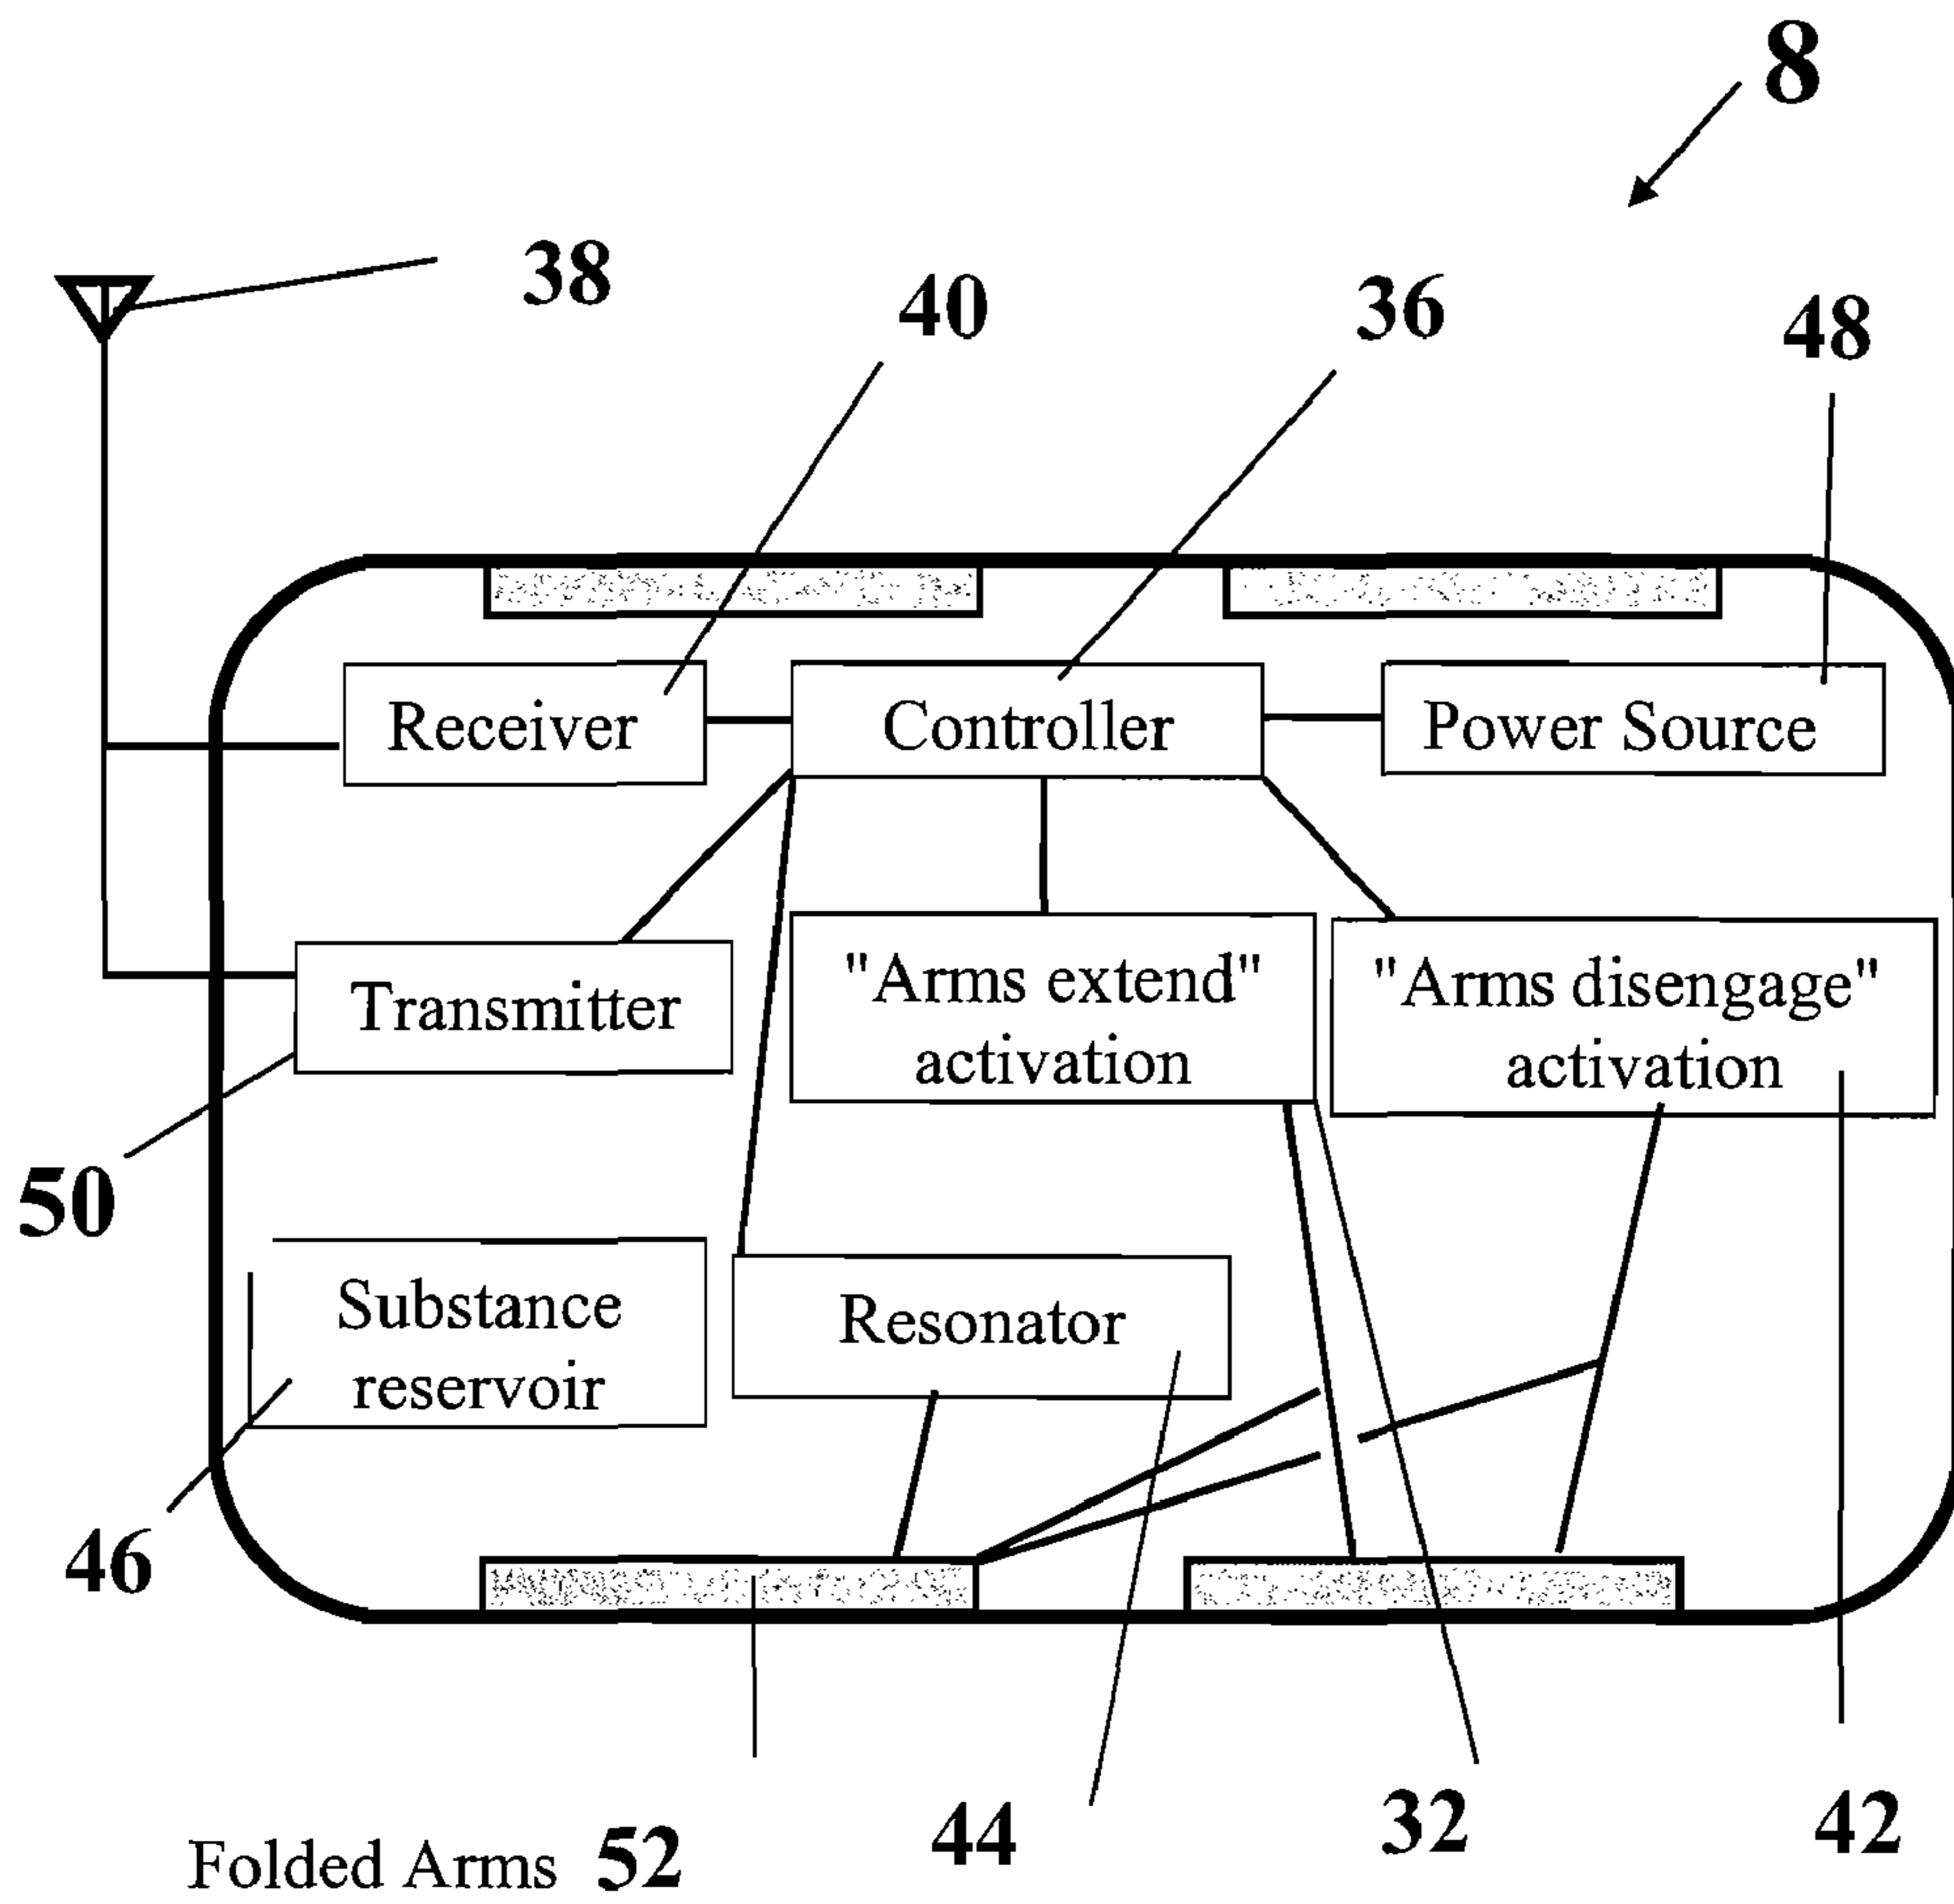 8
38
40
36
48
Receiver
Controller
Power Source
Transmitter
"Arms extend"
activation
"Arms disengage"
activation
50
Substance
reservoir
Resonator
46
Folded Arms 52
44
32
42